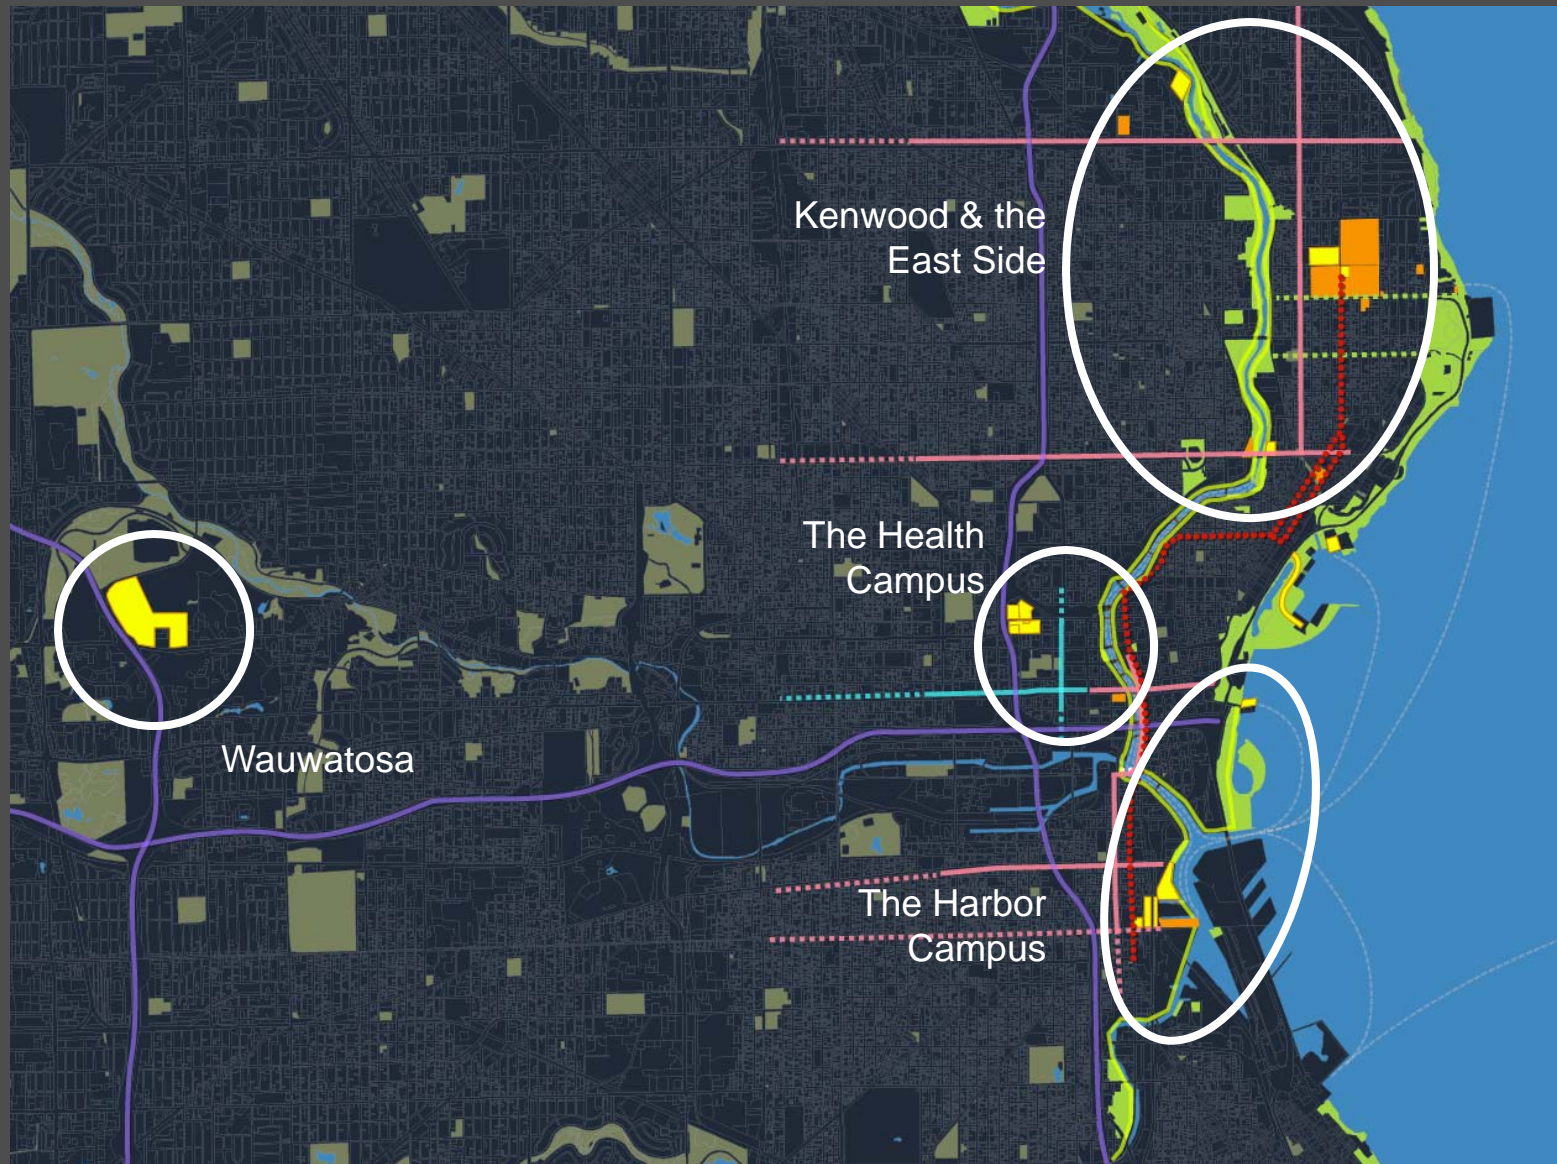 Kenwood & the
East Side
The Health
Campus
Wauwatosa
The Harbor
Campus